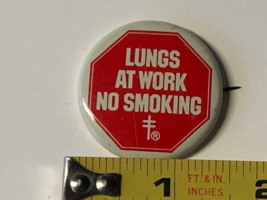 LUNGS
AT WORK
NO SMOKING
®
1
FT. & IN.
INCHES
2